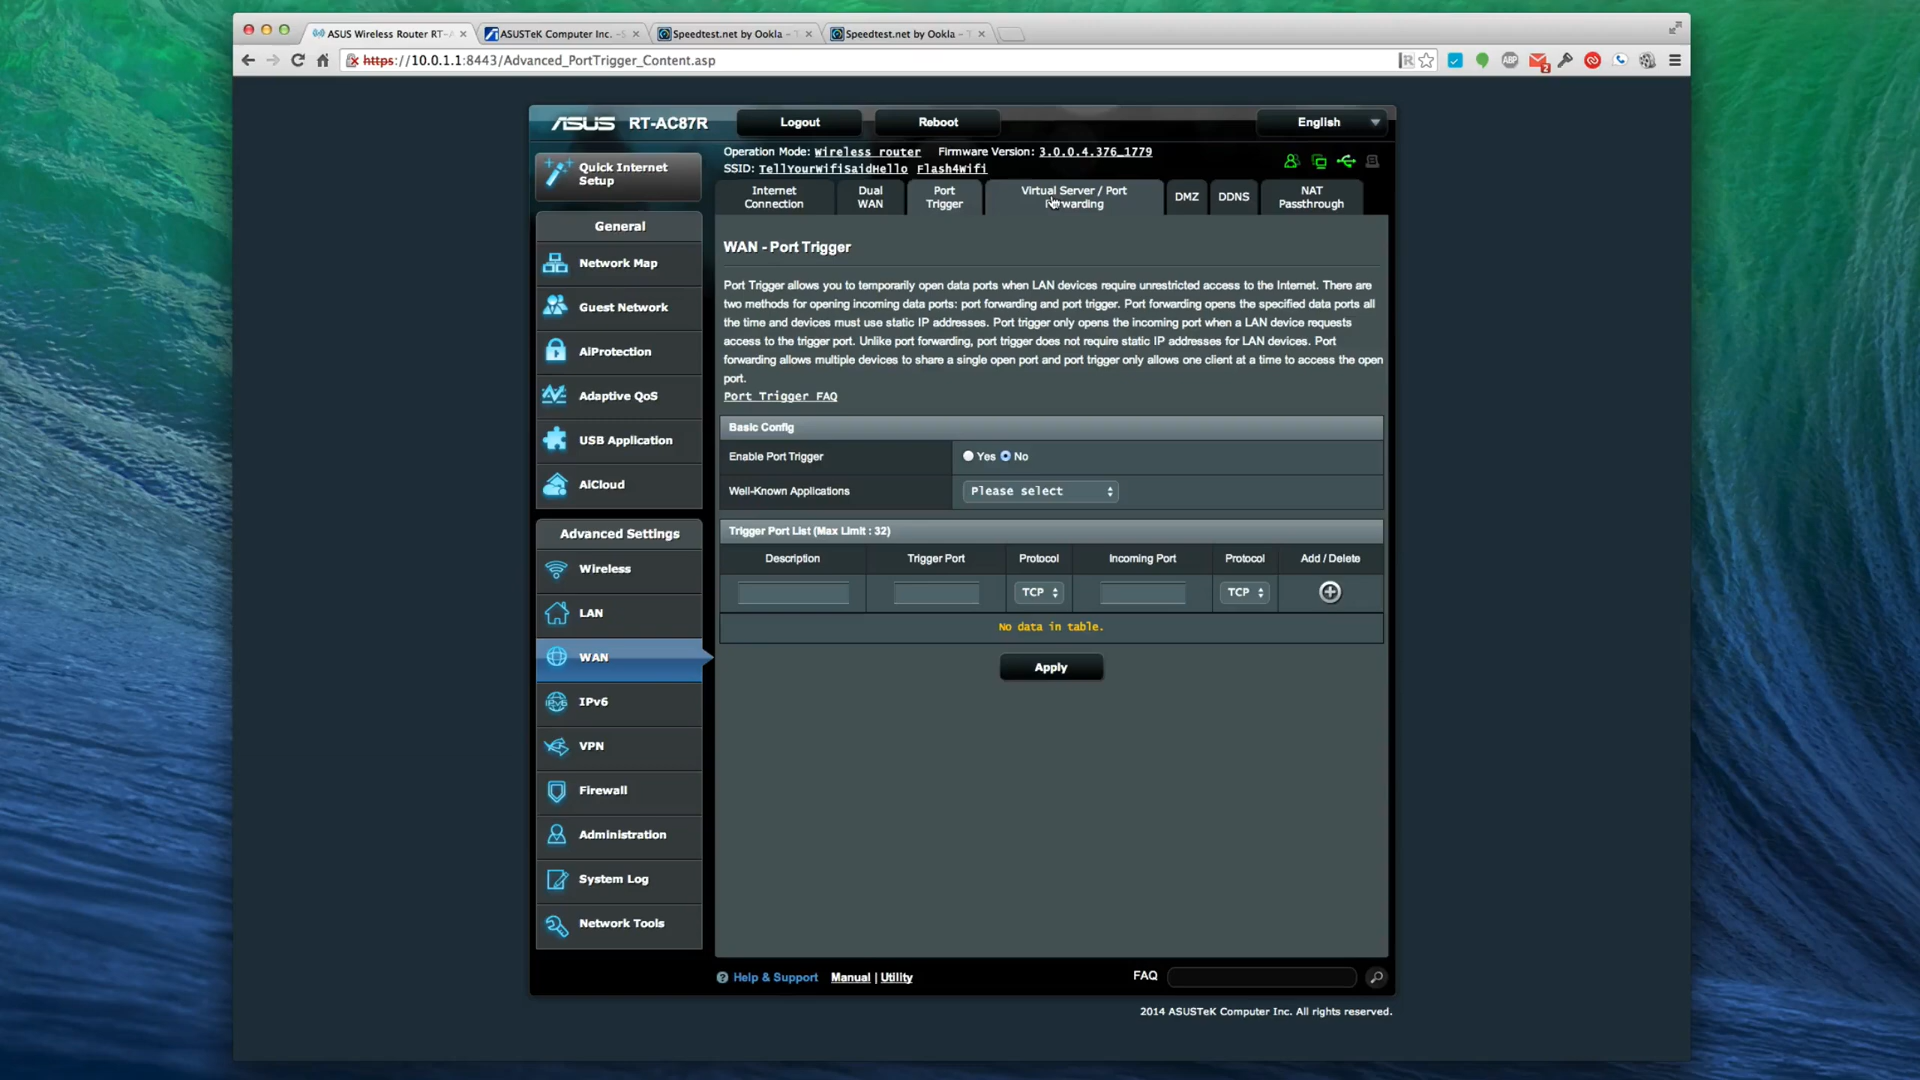 ASUS Wireless Router RT-A
ASUSTeK Computer Inc. -S
Speedtest.net by Ookla - T
Speedtest.net by Ookla - T
https://10.0.1.1:8443/Advanced_PortTrigger_Content.asp
ABP
2
ASUS RT-AC87R
Logout
Reboot
English
Operation Mode: Wireless router Firmware Version: 3.0.0.4.376_1779
SSID: TellYourWifiSaidHello Flash4Wifi
Quick Internet
Setup
General
Network Map
Guest Network
AiProtection
Adaptive QoS
USB Application
AiCloud
Advanced Settings
Wireless
LAN
WAN
IPv6
VPN
Firewall
Administration
System Log
Network Tools
Internet
Connection
Dual
WAN
Port
Trigger
Virtual Server / Port
Forwarding
DMZ
DDNS
NAT
Passthrough
WAN - Port Trigger
Port Trigger allows you to temporarily open data ports when LAN devices require unrestricted access to the Internet. There are
two methods for opening incoming data ports: port forwarding and port trigger. Port forwarding opens the specified data ports all
the time and devices must use static IP addresses. Port trigger only opens the incoming port when a LAN device requests
access to the trigger port. Unlike port forwarding, port trigger does not require static IP addresses for LAN devices. Port
forwarding allows multiple devices to share a single open port and port trigger only allows one client at a time to access the open
port.
Port Trigger FAQ
Basic Config
Enable Port Trigger Yes No
Well-Known Applications Please select
Trigger Port List (Max Limit : 32)
Description Trigger Port Protocol Incoming Port Protocol Add / Delete
TCP TCP
No data in table.
Apply
Help & Support Manual | Utility FAQ
2014 ASUSTeK Computer Inc. All rights reserved.